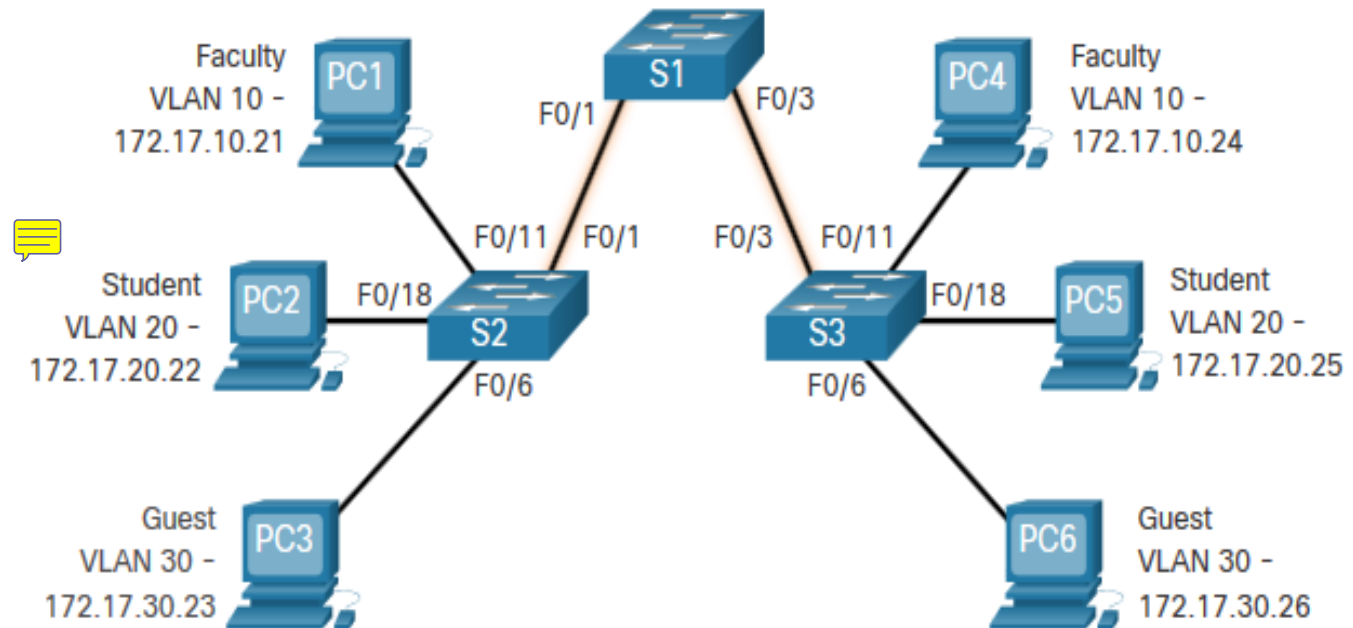 S1
Faculty
VLAN 10 -
172.17.10.21
PC1
F0/1
F0/3
PC4
Faculty
VLAN 10 -
172.17.10.24
F0/11
F0/1
F0/3
F0/11
Student
VLAN 20 -
172.17.20.22
PC2
F0/18
S2
F0/6
S3
F0/6
F0/18
PC5
Student
VLAN 20 -
172.17.20.25
Guest
VLAN 30 -
172.17.30.23
PC3
PC6
Guest
VLAN 30 -
172.17.30.26